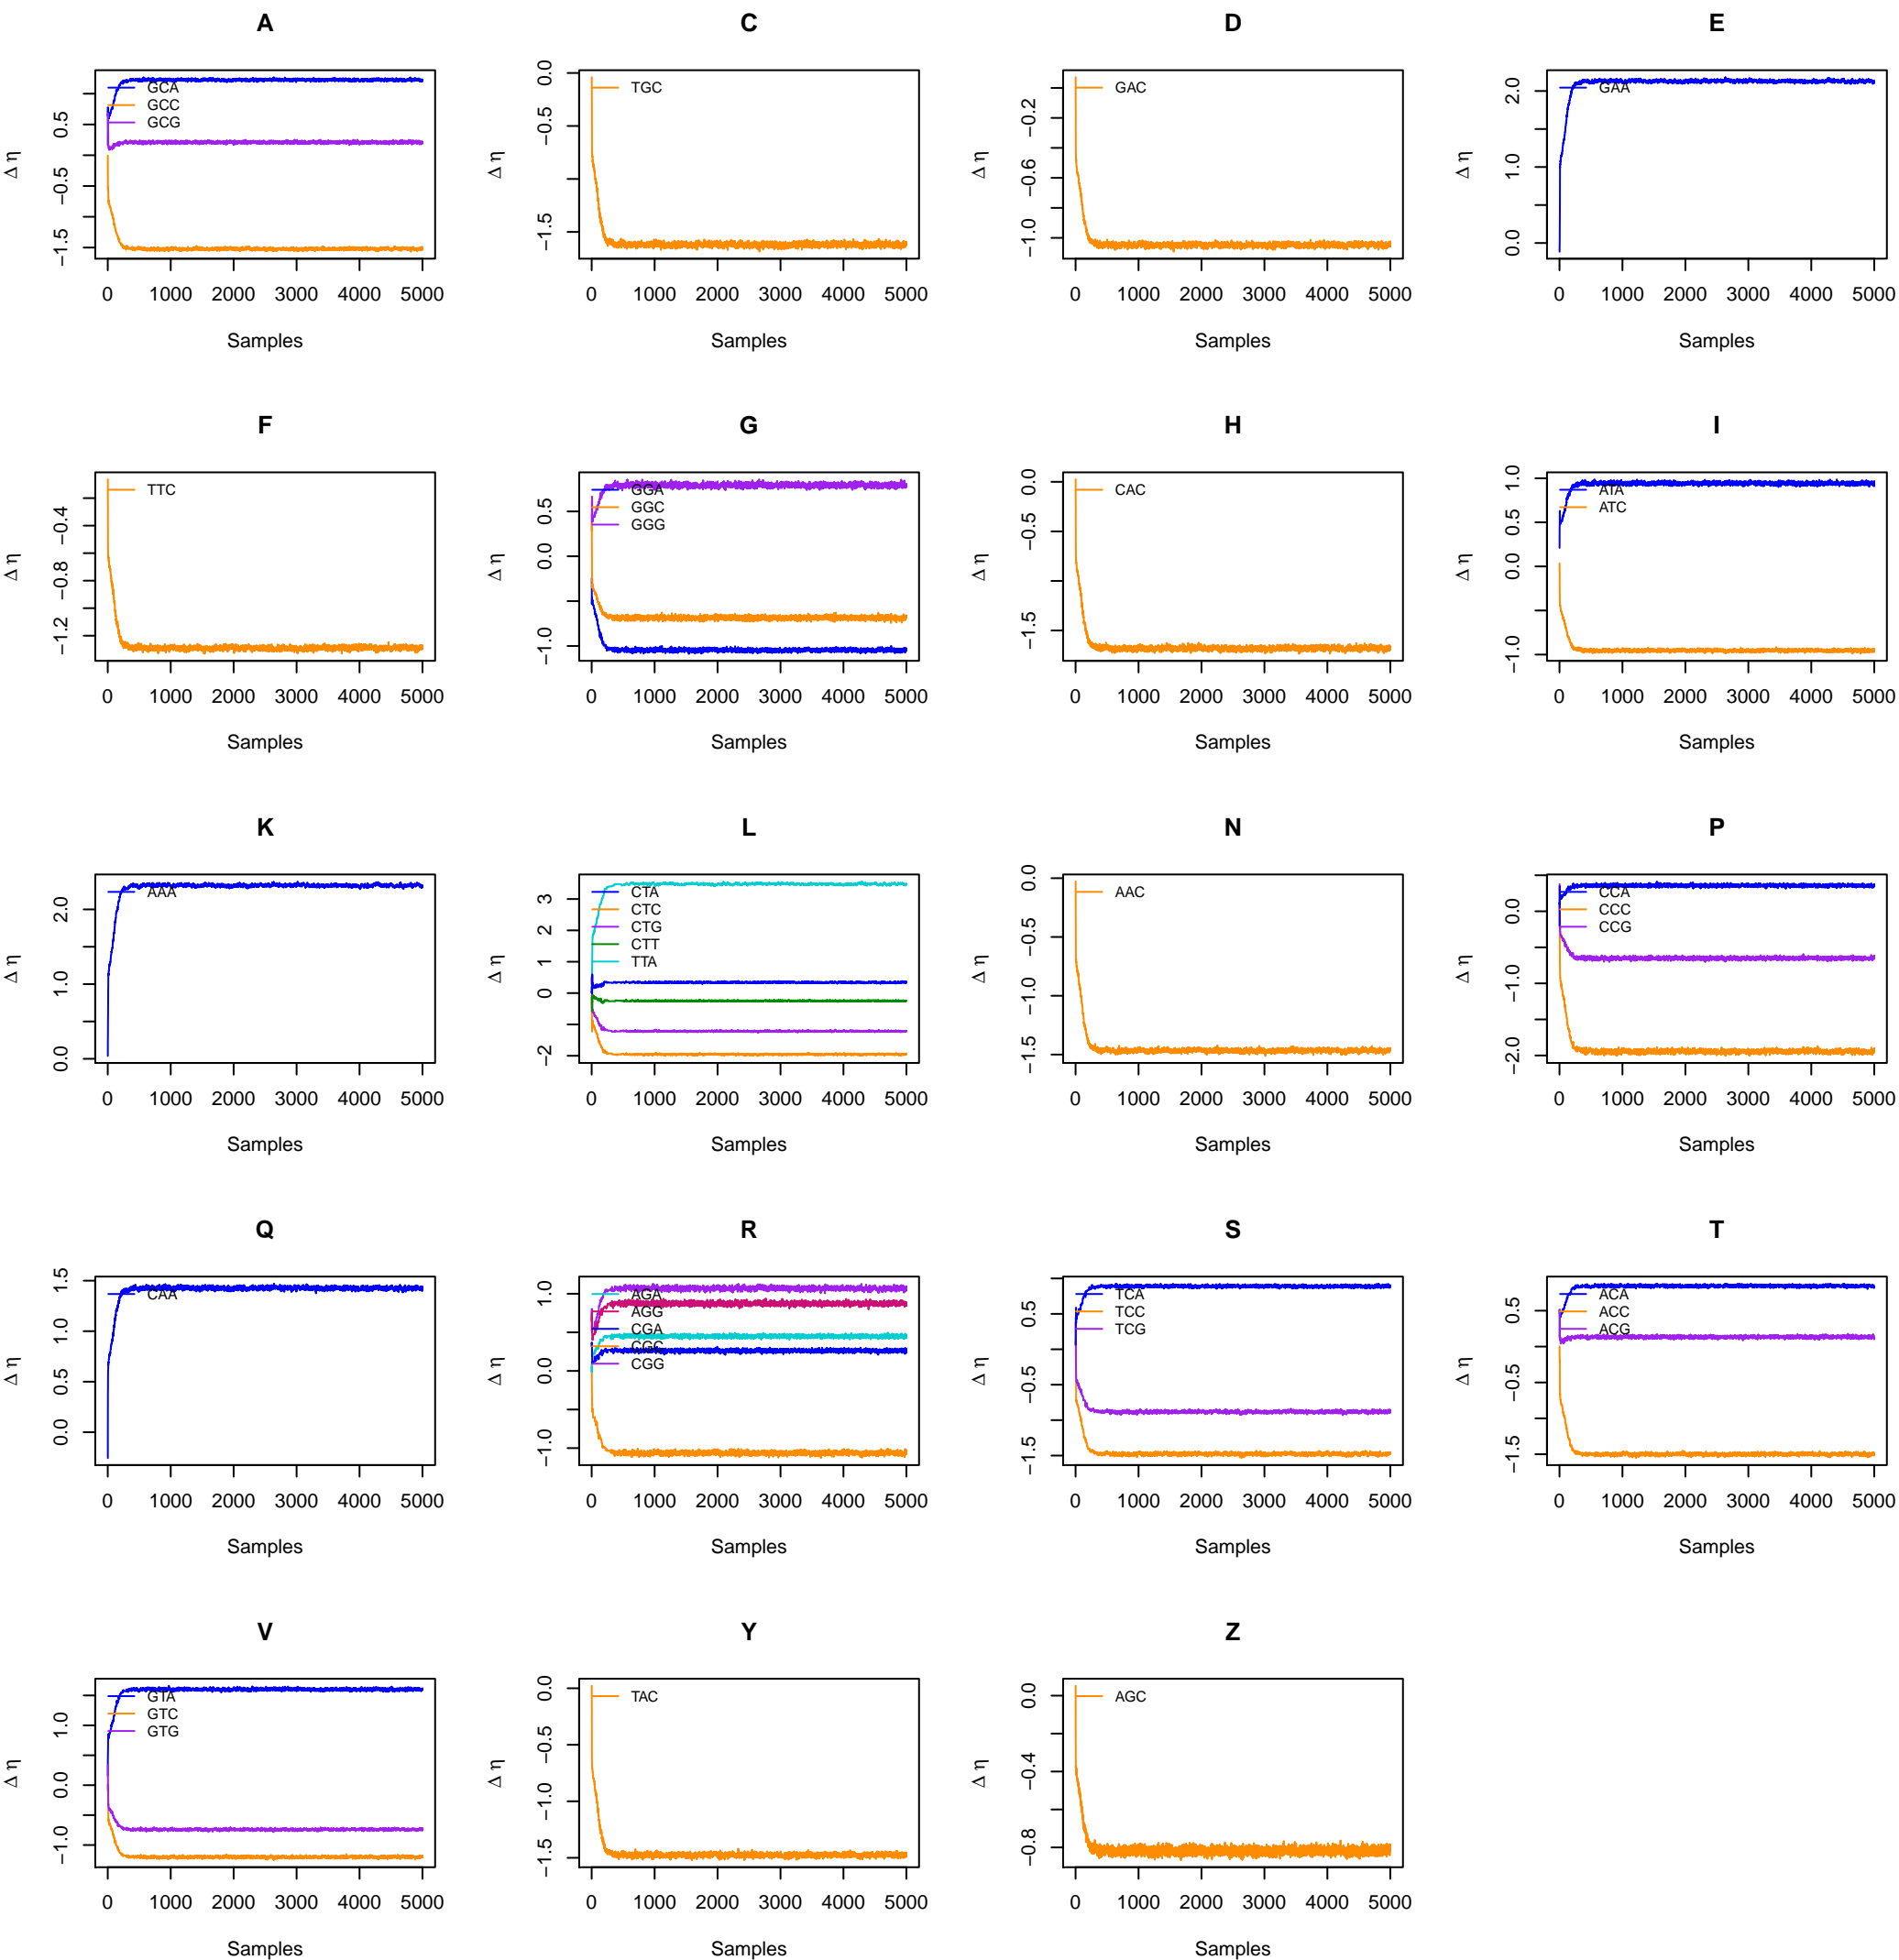 A
GCA
GCC
GCG
Δ η
0.5
−0.5
−1.5
0 1000 2000 3000 4000 5000
Samples
C
TGC
Δ η
0.0
−0.5
−1.5
0 1000 2000 3000 4000 5000
Samples
D
GAC
Δ η
−0.2
−0.6
−1.0
0 1000 2000 3000 4000 5000
Samples
E
GAA
Δ η
2.0
1.0
0.0
0 1000 2000 3000 4000 5000
Samples
F
TTC
Δ η
−0.4
−0.8
−1.2
0 1000 2000 3000 4000 5000
Samples
G
GGA
GGC
GGG
Δ η
0.5
0.0
−1.0
0 1000 2000 3000 4000 5000
Samples
H
CAC
Δ η
0.0
−0.5
−1.5
0 1000 2000 3000 4000 5000
Samples
I
ATA
ATC
Δ η
1.0
0.5
0.0
−1.0
0 1000 2000 3000 4000 5000
Samples
K
AAA
Δ η
2.0
1.0
0.0
0 1000 2000 3000 4000 5000
Samples
L
CTA
CTC
CTG
CTT
TTA
Δ η
3
2
1
0
−2
0 1000 2000 3000 4000 5000
Samples
N
AAC
Δ η
0.0
−0.5
−1.0
−1.5
0 1000 2000 3000 4000 5000
Samples
P
CCA
CCC
CCG
Δ η
0.0
−1.0
−2.0
0 1000 2000 3000 4000 5000
Samples
Q
CAA
Δ η
1.5
1.0
0.5
0.0
0 1000 2000 3000 4000 5000
Samples
R
AGA
AGG
CGA
CGC
CGG
Δ η
1.0
0.0
−1.0
0 1000 2000 3000 4000 5000
Samples
S
TCA
TCC
TCG
Δ η
0.5
−0.5
−1.5
0 1000 2000 3000 4000 5000
Samples
T
ACA
ACC
ACG
Δ η
0.5
−0.5
−1.5
0 1000 2000 3000 4000 5000
Samples
V
GTA
GTC
GTG
Δ η
1.0
0.0
−1.0
0 1000 2000 3000 4000 5000
Samples
Y
TAC
Δ η
0.0
−0.5
−1.0
−1.5
0 1000 2000 3000 4000 5000
Samples
Z
AGC
Δ η
0.0
−0.4
−0.8
0 1000 2000 3000 4000 5000
Samples